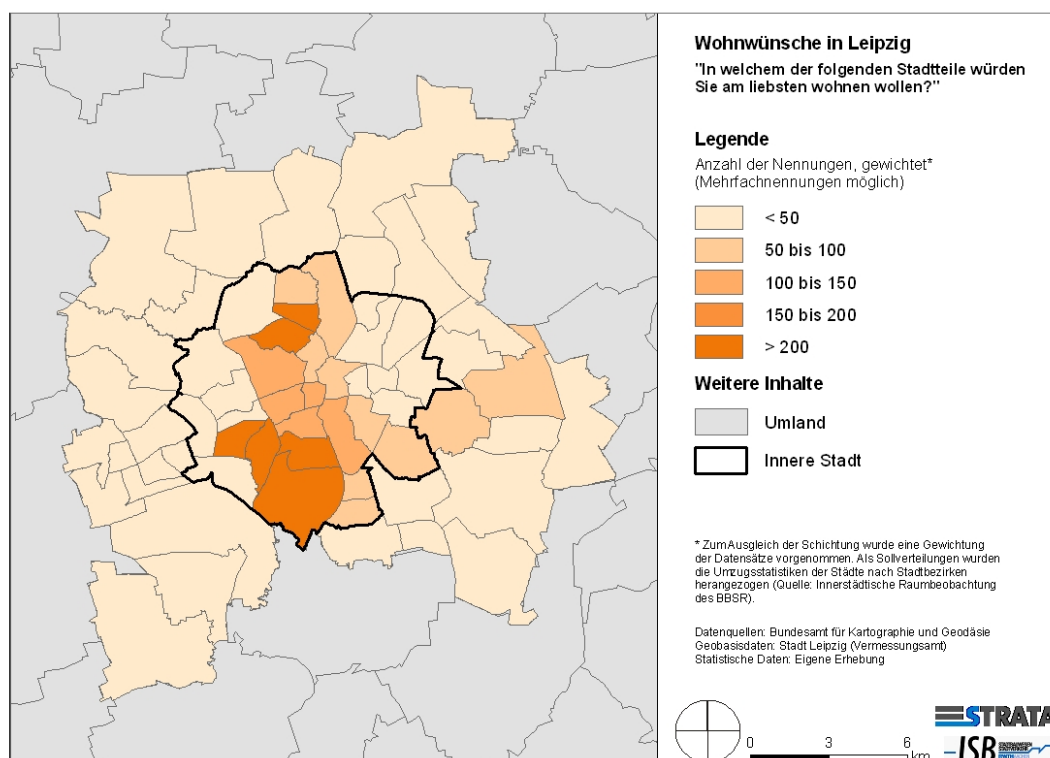 Wohnwünsche in Leipzig
"In welchem der folgenden Stadtteile würden
Sie am liebsten wohnen wollen?"
Legende
Anzahl der Nennungen, gewichtet*
(Mehrfachnennungen möglich)
< 50
50 bis 100
100 bis 150
150 bis 200
> 200
Weitere Inhalte
Umland
Innere Stadt
* Zum Ausgleich der Schichtung wurde eine Gewichtung
der Datensätze vorgenommen. Als Sollverteilungen wurden
die Umzugsstatistiken der Städte nach Stadtbezirken
herangezogen (Quelle: Innerstädtische Raumbeobachtung
des BBSR).
Datenquellen: Bundesamt für Kartographie und Geodäsie
Geobasisdaten: Stadt Leipzig (Vermessungsamt)
Statistische Daten: Eigene Erhebung
STRATA
0 3 6
km
ISB